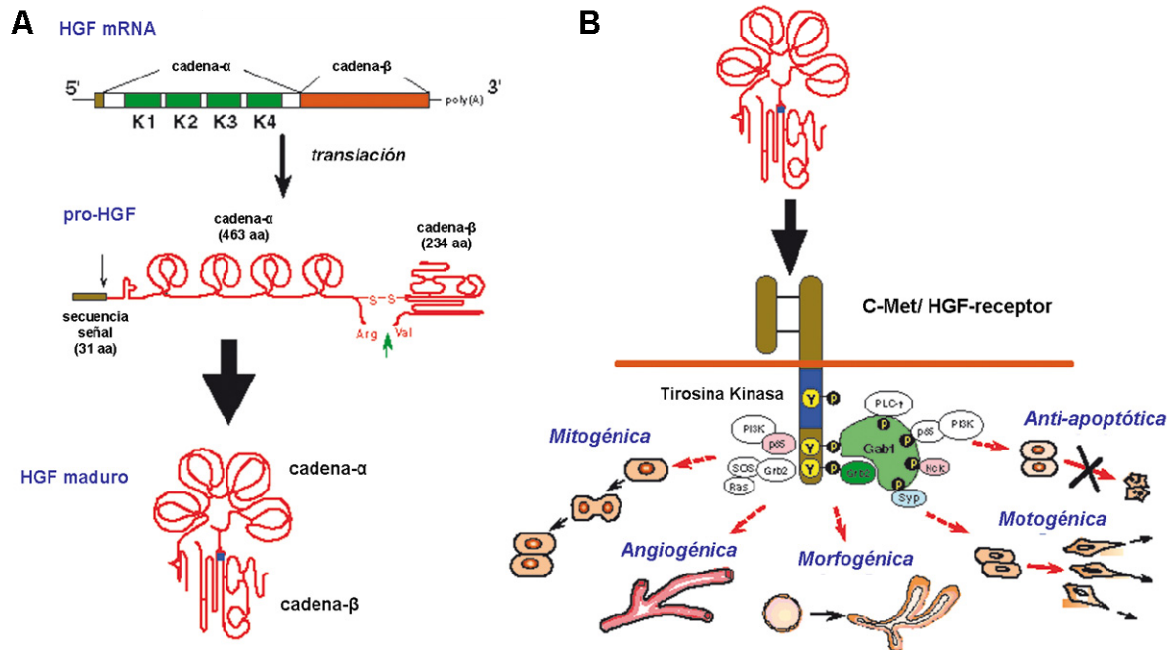 A
HGF mRNA
cadena-α
cadena-β
5'
3'
poly(A)
K1 K2 K3 K4
translación
pro-HGF
cadena-α
(463 aa)
cadena-β
(234 aa)
S S
secuencia
señal
(31 aa)
Arg
Val
HGF maduro
cadena-α
cadena-β
B
C-Met/ HGF-receptor
Tirosina Kinasa
Y P
PLC-γ
PI3K
p85
Y P
Gab1
P
P
p85
PI3K
SOS
Grb2
Ras
Y P
Grb2
P
P
Syp
Mitogénica
Anti-apoptótica
Angiogénica
Morfogénica
Motogénica